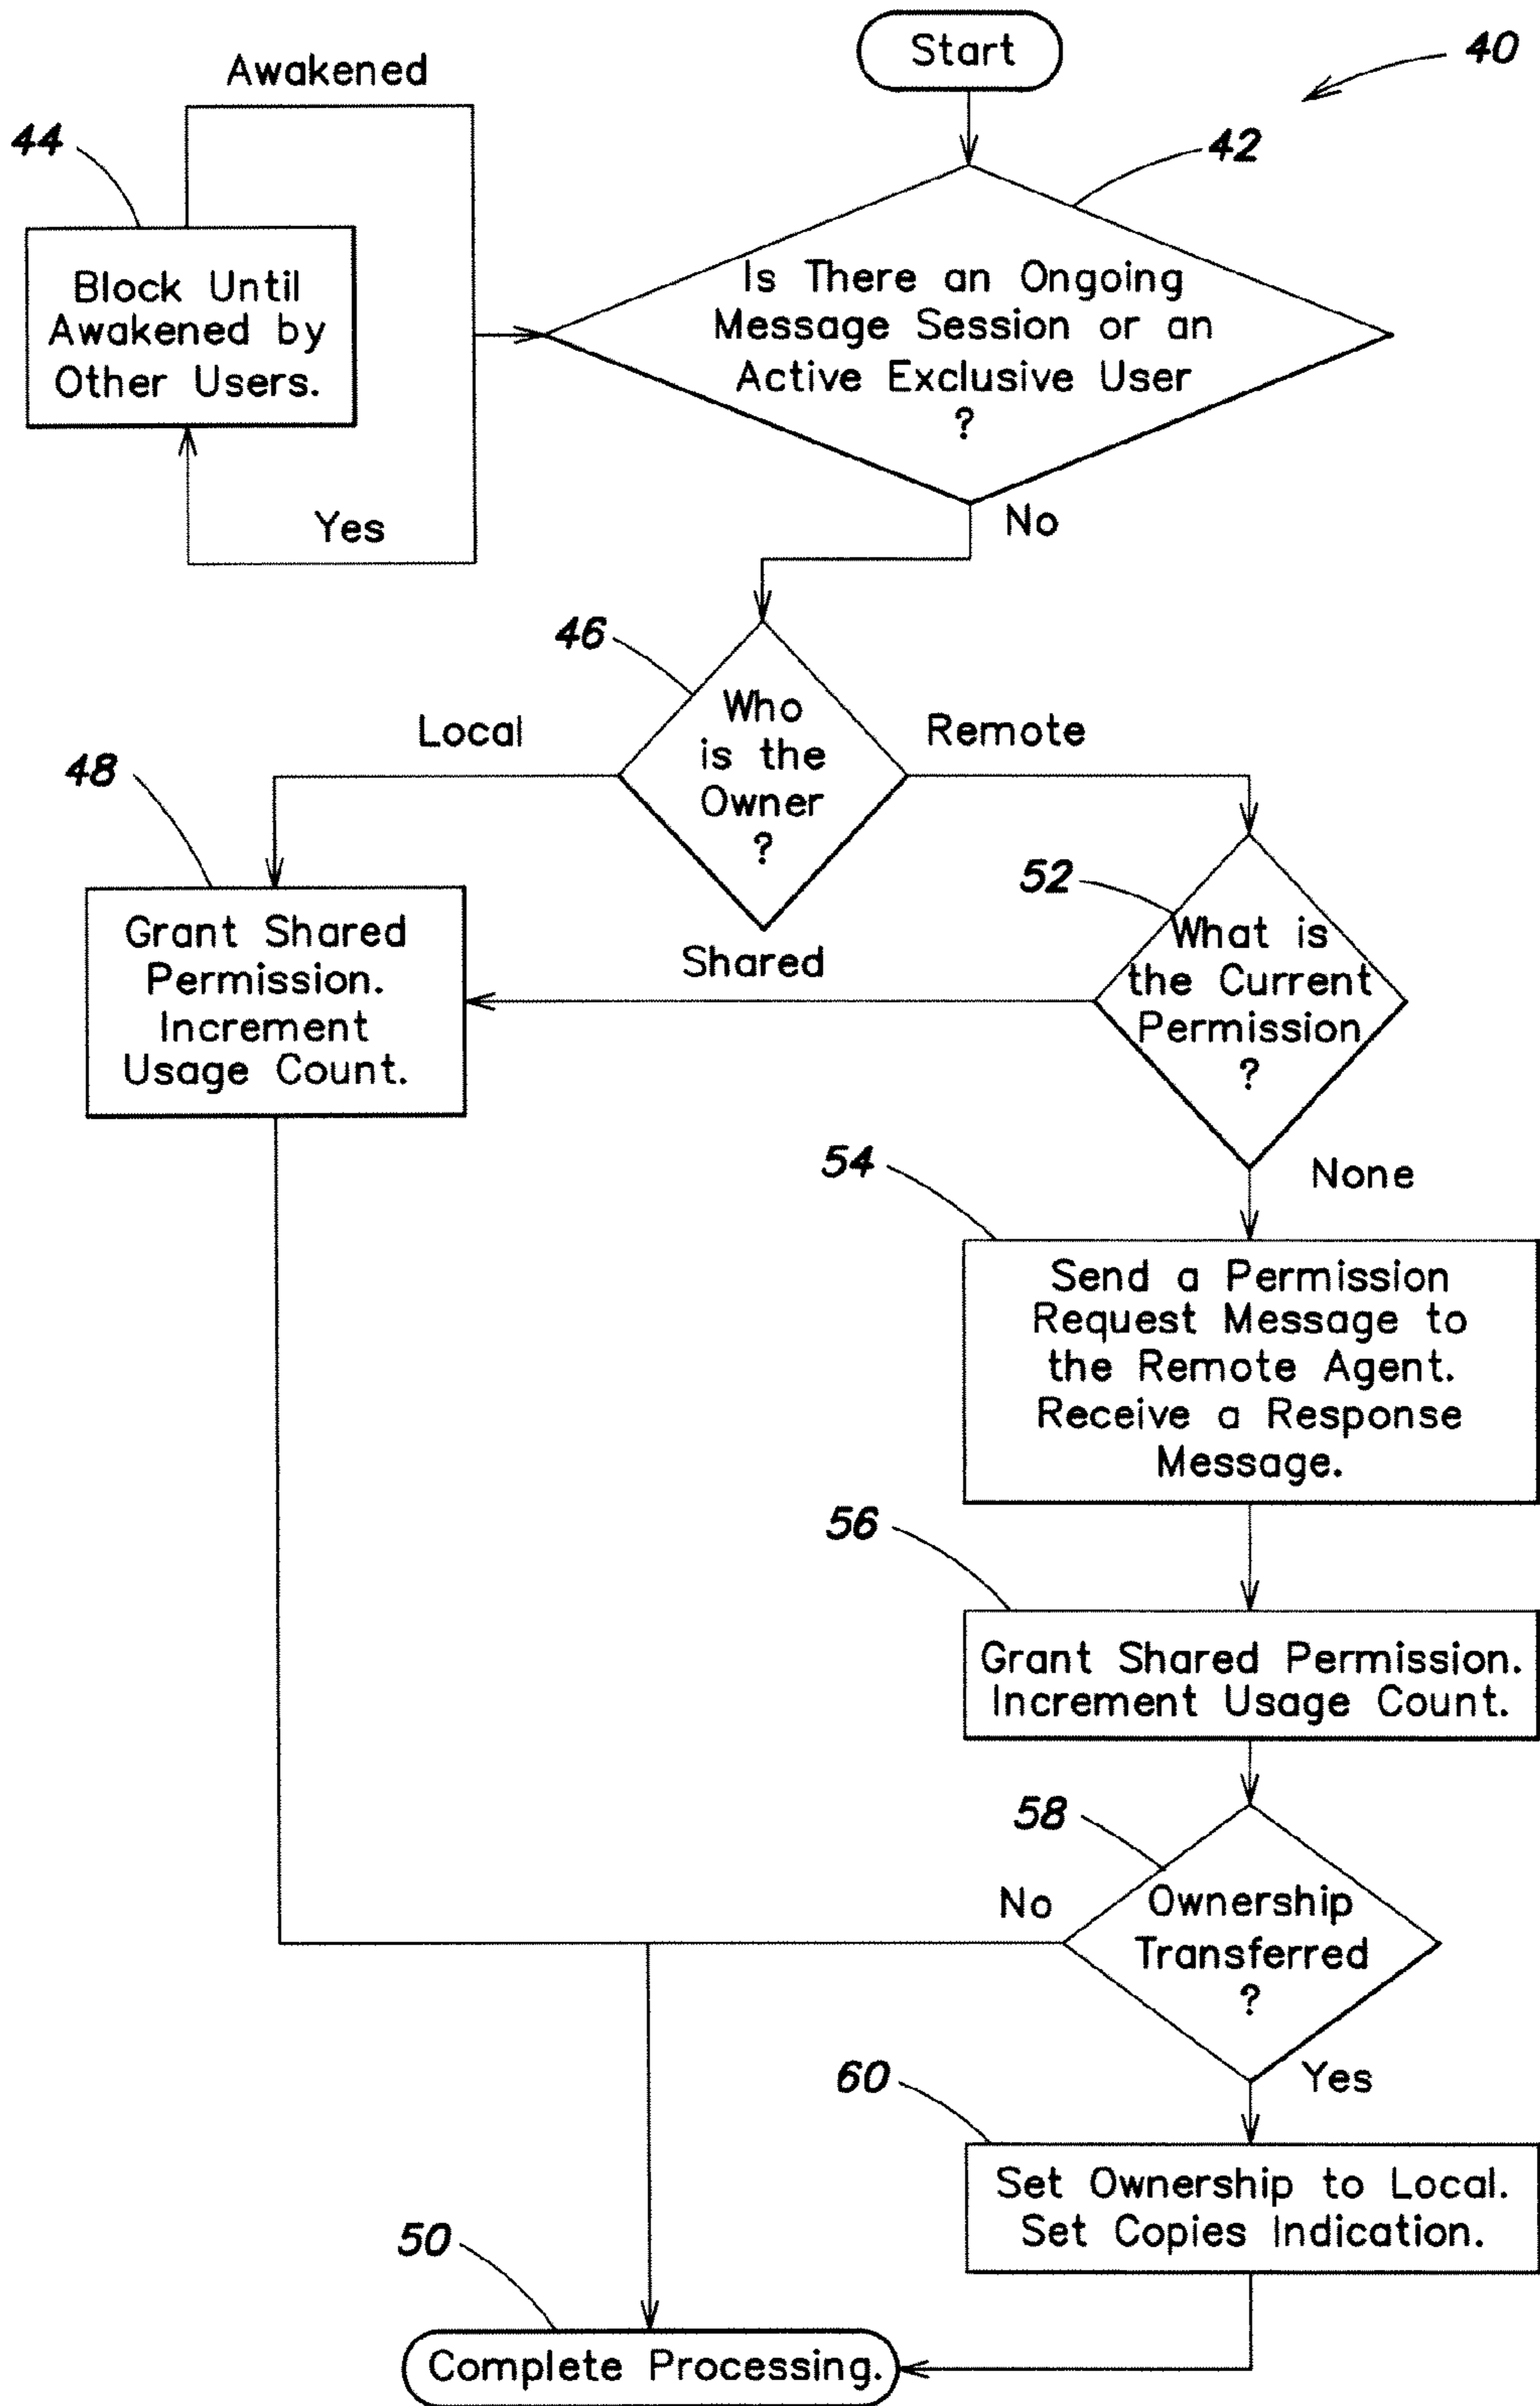 Start
40
Awakened
44
42
Block Until
Awakened by
Other Users.
Is There an Ongoing
Message Session or an
Active Exclusive User
?
Yes
No
46
Who
is the
Owner
?
Local
Remote
48
52
Grant Shared
Permission.
Increment
Usage Count.
Shared
What is
the Current
Permission
?
None
54
Send a Permission
Request Message to
the Remote Agent.
Receive a Response
Message.
56
Grant Shared Permission.
Increment Usage Count.
58
Ownership
Transferred
?
No
Yes
60
Set Ownership to Local.
Set Copies Indication.
50
Complete Processing.